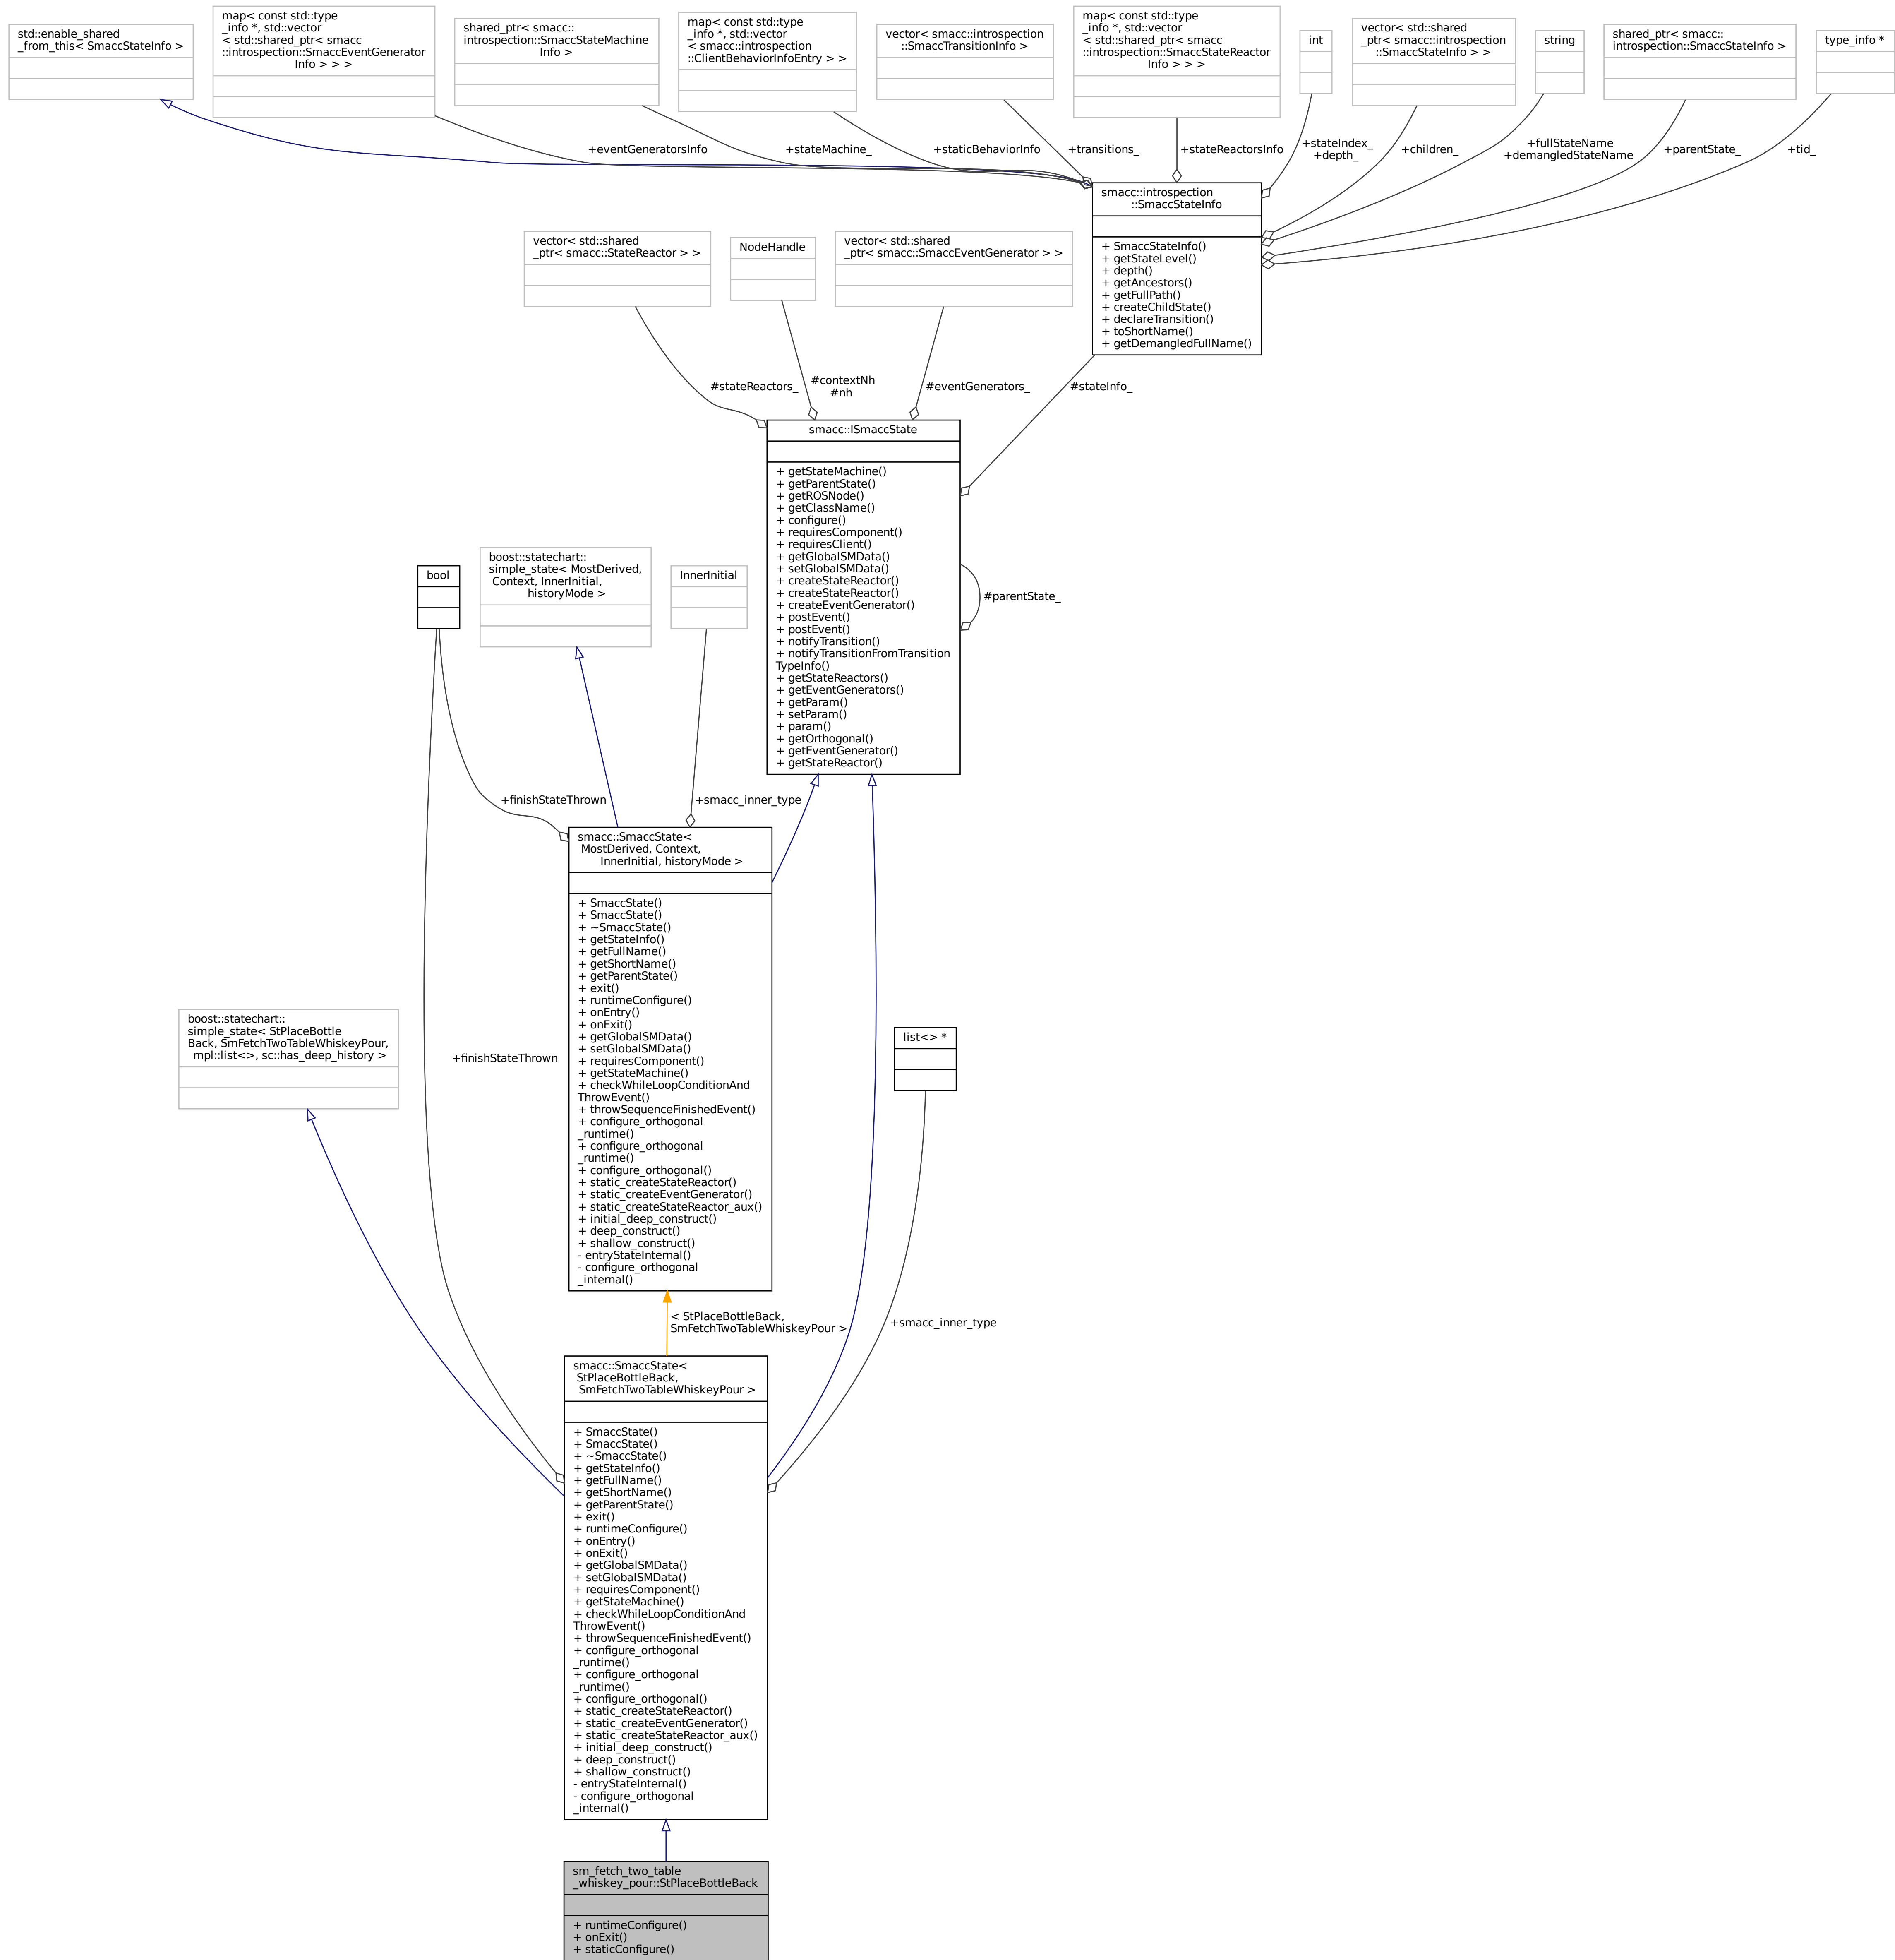 std::enable_shared
_from_this< SmaccStateInfo >
map< const std::type
_info *, std::vector
< std::shared_ptr< smacc
::introspection::SmaccEventGenerator
Info > > >
shared_ptr< smacc::
introspection::SmaccStateMachine
Info >
map< const std::type
_info *, std::vector
< smacc::introspection
::ClientBehaviorInfoEntry > >
vector< smacc::introspection
::SmaccTransitionInfo >
map< const std::type
_info *, std::vector
< std::shared_ptr< smacc
::introspection::SmaccStateReactor
Info > > >
int
vector< std::shared
_ptr< smacc::introspection
::SmaccStateInfo > >
string
shared_ptr< smacc::
introspection::SmaccStateInfo >
type_info *
+eventGeneratorsInfo
+stateMachine_
+staticBehaviorInfo
+transitions_
+stateReactorsInfo
+stateIndex_
+depth_
+children_
+fullStateName
+demangledStateName
+parentState_
+tid_
smacc::introspection
::SmaccStateInfo
+ SmaccStateInfo()
+ getStateLevel()
+ depth()
+ getAncestors()
+ getFullPath()
+ createChildState()
+ declareTransition()
+ toShortName()
+ getDemangledFullName()
vector< std::shared
_ptr< smacc::StateReactor > >
NodeHandle
vector< std::shared
_ptr< smacc::SmaccEventGenerator > >
#stateReactors_
#contextNh
#nh
#eventGenerators_
#stateInfo_
smacc::ISmaccState
+ getStateMachine()
+ getParentState()
+ getROSNode()
+ getClassName()
+ configure()
+ requiresComponent()
+ requiresClient()
+ getGlobalSMData()
+ setGlobalSMData()
+ createStateReactor()
+ createStateReactor()
+ createEventGenerator()
+ postEvent()
+ postEvent()
+ notifyTransition()
+ notifyTransitionFromTransition
TypeInfo()
+ getStateReactors()
+ getEventGenerators()
+ getParam()
+ setParam()
+ param()
+ getOrthogonal()
+ getEventGenerator()
+ getStateReactor()
#parentState_
bool
boost::statechart::
simple_state< MostDerived,
Context, InnerInitial,
historyMode >
InnerInitial
+finishStateThrown
+smacc_inner_type
smacc::SmaccState<
MostDerived, Context,
InnerInitial, historyMode >
+ SmaccState()
+ SmaccState()
+ ~SmaccState()
+ getStateInfo()
+ getFullName()
+ getShortName()
+ getParentState()
+ exit()
+ runtimeConfigure()
+ onEntry()
+ onExit()
+ getGlobalSMData()
+ setGlobalSMData()
+ requiresComponent()
+ getStateMachine()
+ checkWhileLoopConditionAnd
ThrowEvent()
+ throwSequenceFinishedEvent()
+ configure_orthogonal
_runtime()
+ configure_orthogonal
_runtime()
+ configure_orthogonal()
+ static_createStateReactor()
+ static_createEventGenerator()
+ static_createStateReactor_aux()
+ initial_deep_construct()
+ deep_construct()
+ shallow_construct()
- entryStateInternal()
- configure_orthogonal
_internal()
boost::statechart::
simple_state< StPlaceBottle
Back, SmFetchTwoTableWhiskeyPour,
mpl::list<>, sc::has_deep_history >
+finishStateThrown
list<> *
< StPlaceBottleBack,
SmFetchTwoTableWhiskeyPour >
+smacc_inner_type
smacc::SmaccState<
StPlaceBottleBack,
SmFetchTwoTableWhiskeyPour >
+ SmaccState()
+ SmaccState()
+ ~SmaccState()
+ getStateInfo()
+ getFullName()
+ getShortName()
+ getParentState()
+ exit()
+ runtimeConfigure()
+ onEntry()
+ onExit()
+ getGlobalSMData()
+ setGlobalSMData()
+ requiresComponent()
+ getStateMachine()
+ checkWhileLoopConditionAnd
ThrowEvent()
+ throwSequenceFinishedEvent()
+ configure_orthogonal
_runtime()
+ configure_orthogonal
_runtime()
+ configure_orthogonal()
+ static_createStateReactor()
+ static_createEventGenerator()
+ static_createStateReactor_aux()
+ initial_deep_construct()
+ deep_construct()
+ shallow_construct()
- entryStateInternal()
- configure_orthogonal
_internal()
sm_fetch_two_table
_whiskey_pour::StPlaceBottleBack
+ runtimeConfigure()
+ onExit()
+ staticConfigure()